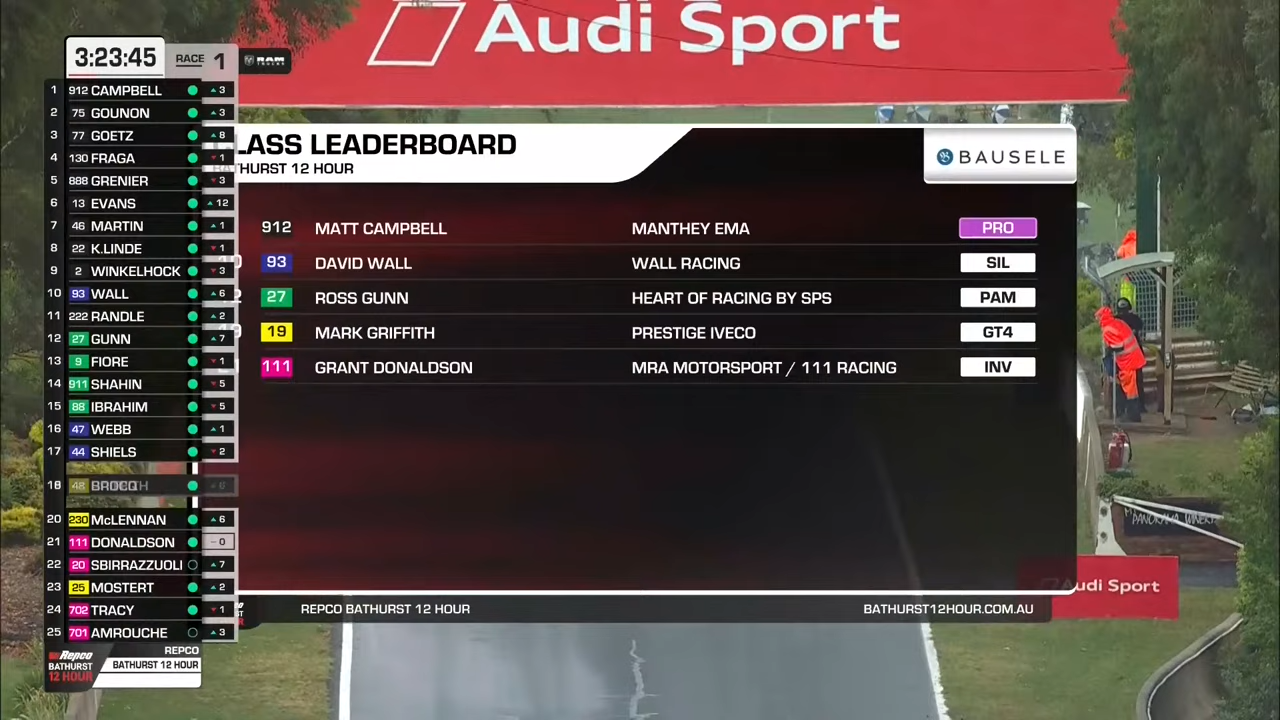 Audi Sport
3:23:45 RACE 1 RAM TRUCKS
1 912 CAMPBELL 3
2 75 GOUNON 3
3 77 GOETZ 8
4 130 FRAGA 1
5 888 GRENIER 3
6 13 EVANS 12
7 46 MARTIN 1
8 22 K.LINDE 1
9 2 WINKELHOCK 3
10 93 WALL 6
11 222 RANDLE 2
12 27 GUNN 7
13 9 FIORE 1
14 911 SHAHIN 5
15 88 IBRAHIM 5
16 47 WEBB 1
17 44 SHIELS 2
20 230 McLENNAN 6
21 111 DONALDSON - 0
22 20 SBIRRAZZUOLI 7
23 25 MOSTERT 2
24 702 TRACY 1
25 701 AMROUCHE 3
Repco
BATHURST
12 HOUR
REPCO
BATHURST 12 HOUR
LASS LEADERBOARD
THURST 12 HOUR
BAUSELE
912 MATT CAMPBELL MANTHEY EMA PRO
93 DAVID WALL WALL RACING SIL
27 ROSS GUNN HEART OF RACING BY SPS PAM
19 MARK GRIFFITH PRESTIGE IVECO GT4
111 GRANT DONALDSON MRA MOTORSPORT / 111 RACING INV
REPCO BATHURST 12 HOUR BATHURST12HOUR.COM.AU
PANORAMA
Audi Sport